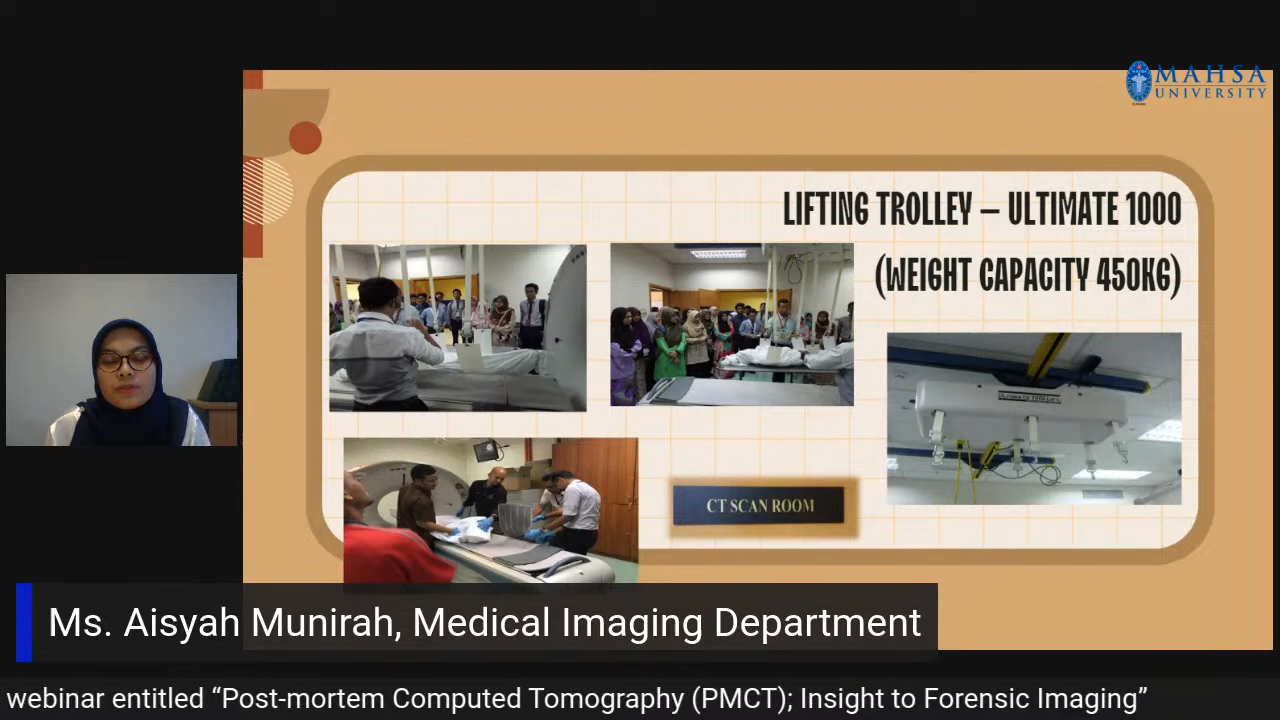 MAHSA
UNIVERSITY
LIFTING TROLLEY – ULTIMATE 1000
(WEIGHT CAPACITY 450KG)
CT SCAN ROOM
Ms. Aisyah Munirah, Medical Imaging Department
webinar entitled “Post-mortem Computed Tomography (PMCT); Insight to Forensic Imaging”